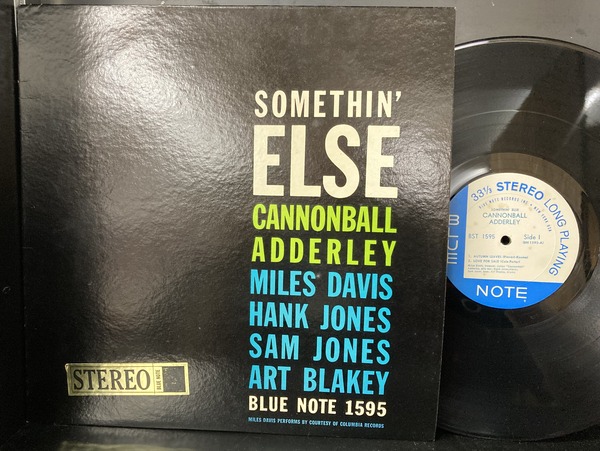 SOMETHIN'
ELSE
CANNONBALL
ADDERLEY
MILES DAVIS
HANK JONES
SAM JONES
ART BLAKEY
BLUE NOTE 1595
MILES DAVIS PERFORMS BY COURTESY OF COLUMBIA RECORDS
STEREO
BLUE NOTE
33⅓ STEREO LONG PLAYING
SOMETHIN' ELSE
CANNONBALL
ADDERLEY
BST. 1595
Side 1
BLUE
NOTE